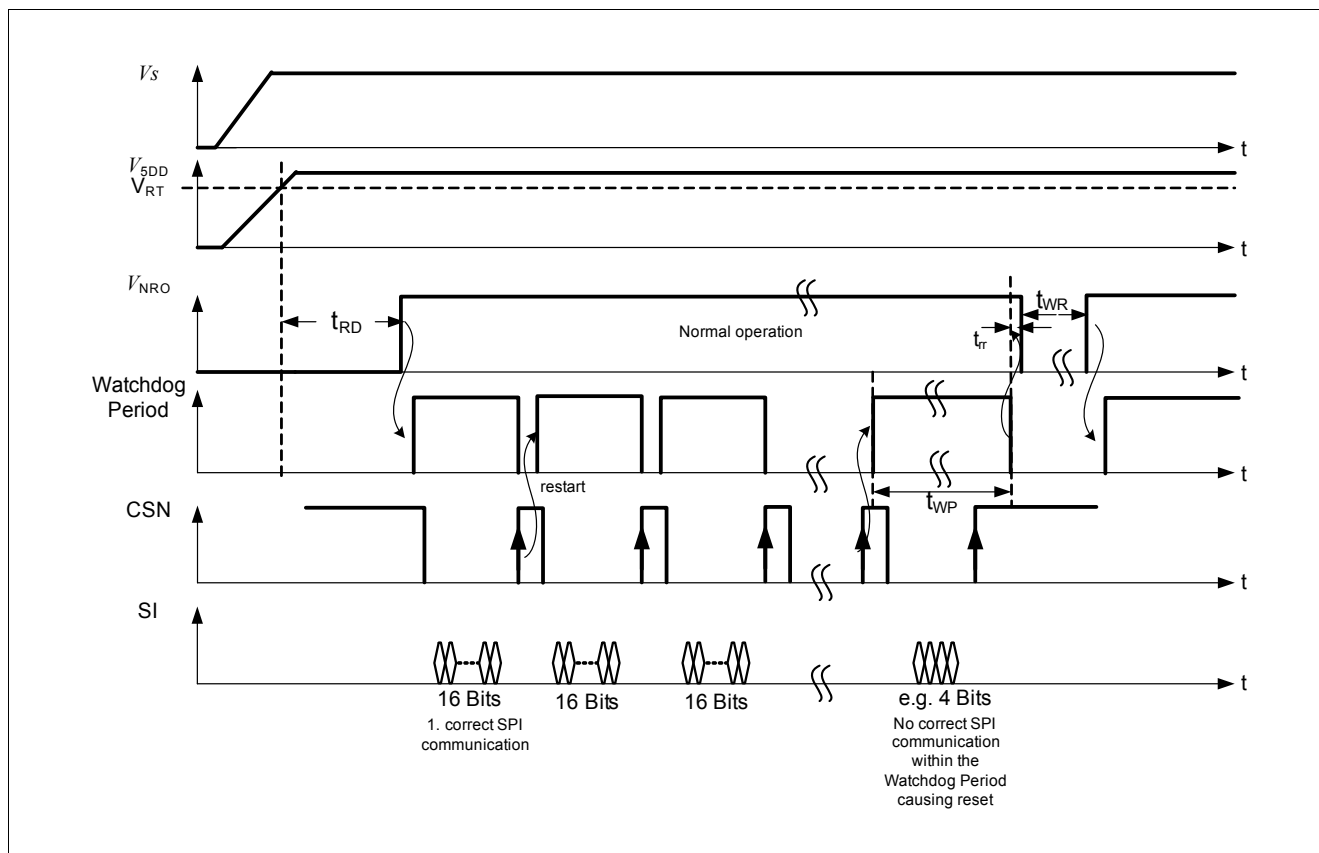 Vs
t
V5DD
VRT
t
VNRO
tRD
Normal operation
trr
tWR
t
Watchdog
Period
restart
tWP
t
CSN
t
SI
t
16 Bits
16 Bits
16 Bits
e.g. 4 Bits
1. correct SPI
communication
No correct SPI
communication
within the
Watchdog Period
causing reset